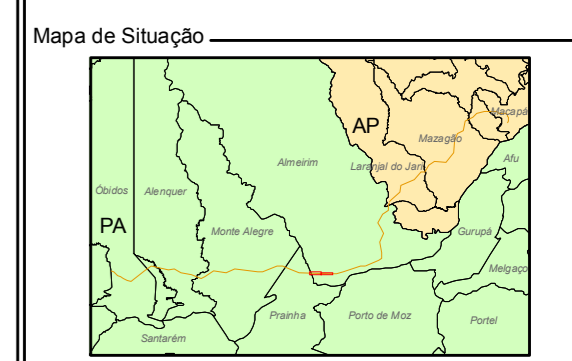 Mapa de Situação
Macapá
AP
Mazagão
Afu
Almeirim
Laranjal do Jari
Óbidos
Alenquer
PA
Monte Alegre
Gurupá
Melgaço
Prainha
Porto de Moz
Portel
Santarém